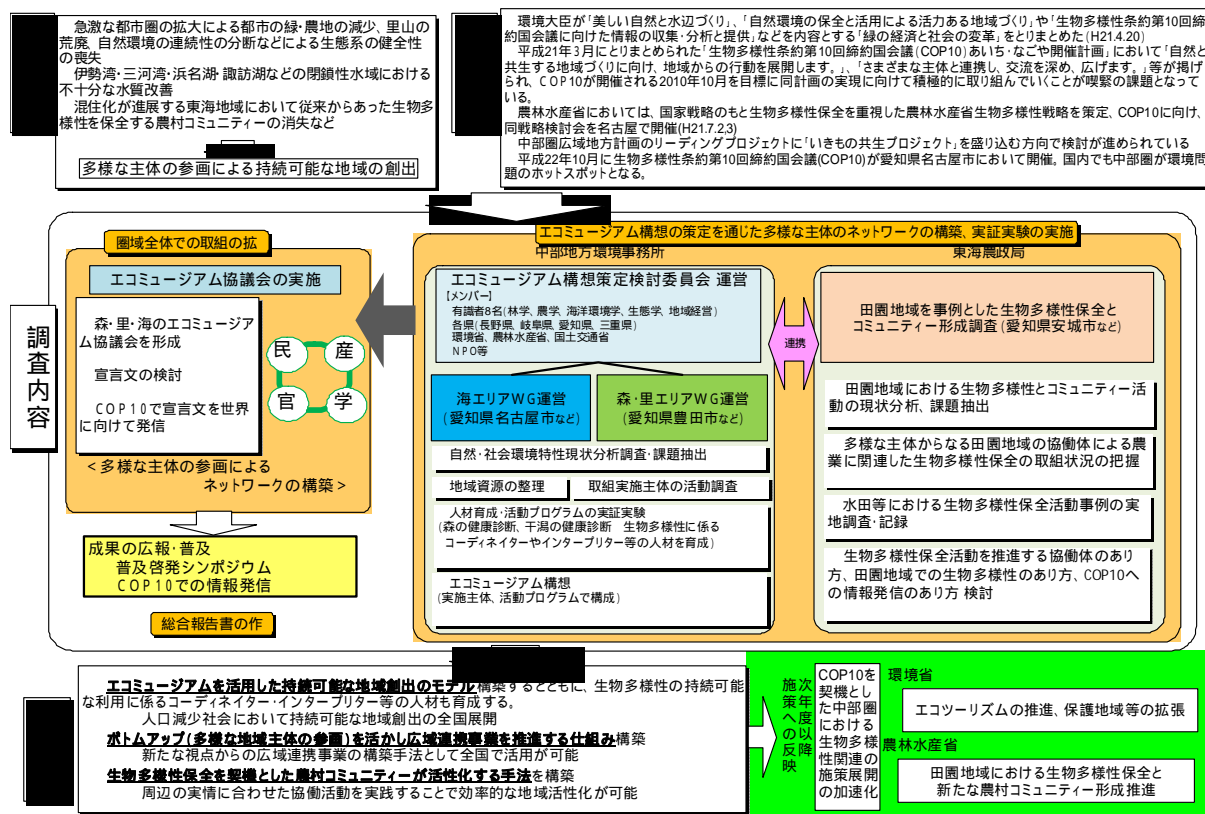 急激な都市圏の拡大による都市の緑・農地の減少、里山の
荒廃、自然環境の連続性の分断などによる生態系の健全性
の喪失
伊勢湾・三河湾・浜名湖・諏訪湖などの閉鎖性水域における
不十分な水質改善
混住化が進展する東海地域において従来からあった生物多
様性を保全する農村コミュニティーの消失など
多様な主体の参画による持続可能な地域の創出
環境大臣が「美しい自然と水辺づくり」、「自然環境の保全と活用による活力ある地域づくり」や「生物多様性条約第10回締
約国会議に向けた情報の収集・分析と提供」などを内容とする「緑の経済と社会の変革」をとりまとめた(H21.4.20)
平成21年3月にとりまとめられた「生物多様性条約第10回締約国会議(COP10)あいち・なごや開催計画」において「自然と
共生する地域づくりに向け、地域からの行動を展開します。」、「さまざまな主体と連携し、交流を深め、広げます。」等が掲げ
られ、COP10が開催される2010年10月を目標に同計画の実現に向けて積極的に取り組んでいくことが喫緊の課題となって
いる。
農林水産省においては、国家戦略のもと生物多様性保全を重視した農林水産省生物多様性戦略を策定、COP10に向け、
同戦略検討会を名古屋で開催(H21.7.2,3)
中部圏広域地方計画のリーディングプロジェクトに「いきもの共生プロジェクト」を盛り込む方向で検討が進められている
平成22年10月に生物多様性条約第10回締約国会議(COP10)が愛知県名古屋市において開催。国内でも中部圏が環境問
題のホットスポットとなる。
調査内容
圏域全体での取組の拡
エコミュージアム協議会の実施
森・里・海のエコミュージア
ム協議会を形成
宣言文の検討
COP10で宣言文を世界
に向けて発信
民
産
官
学
<多様な主体の参画による
ネットワークの構築>
成果の広報・普及
普及啓発シンポジウム
COP10での情報発信
総合報告書の作
エコミュージアム構想の策定を通じた多様な主体のネットワークの構築、実証実験の実施
中部地方環境事務所
エコミュージアム構想策定検討委員会 運営
【メンバー】
有識者8名(林学、農学、海洋環境学、生態学、地域経営)
各県(長野県、岐阜県、愛知県、三重県)
環境省、農林水産省、国土交通省
NPO等
海エリアWG運営
(愛知県名古屋市など)
森・里エリアWG運営
(愛知県豊田市など)
自然・社会環境特性現状分析調査・課題抽出
地域資源の整理
取組実施主体の活動調査
人材育成・活動プログラムの実証実験
(森の健康診断、干潟の健康診断 生物多様性に係る
コーディネイターやインタープリター等の人材を育成)
エコミュージアム構想
(実施主体、活動プログラムで構成)
連携
東海農政局
田園地域を事例とした生物多様性保全と
コミュニティー形成調査(愛知県安城市など)
田園地域における生物多様性とコミュニティー活
動の現状分析、課題抽出
多様な主体からなる田園地域の協働体による農
業に関連した生物多様性保全の取組状況の把握
水田等における生物多様性保全活動事例の実
地調査・記録
生物多様性保全活動を推進する協働体のあり
方、田園地域での生物多様性のあり方、COP10へ
の情報発信のあり方 検討
エコミュージアムを活用した持続可能な地域創出のモデル構築するとともに、生物多様性の持続可能
な利用に係るコーディネイター・インタープリター等の人材も育成する。
人口減少社会において持続可能な地域創出の全国展開
ボトムアップ(多様な地域主体の参画)を活かし広域連携事業を推進する仕組み構築
新たな視点からの広域連携事業の構築手法として全国で活用が可能
生物多様性保全を契機とした農村コミュニティーが活性化する手法を構築
周辺の実情に合わせた協働活動を実践することで効率的な地域活性化が可能
次年度以降
施策への反映
COP10を
契機とし
た中部圏
における
生物多様
性関連の
施策展開
の加速化
環境省
エコツーリズムの推進、保護地域等の拡張
農林水産省
田園地域における生物多様性保全と
新たな農村コミュニティー形成推進